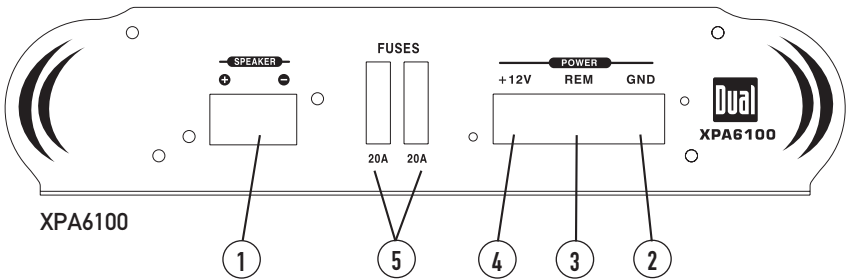 SPEAKER
+ −
FUSES
20A 20A
POWER
+12V REM GND
Dual
XPA6100
XPA6100
1 5 4 3 2